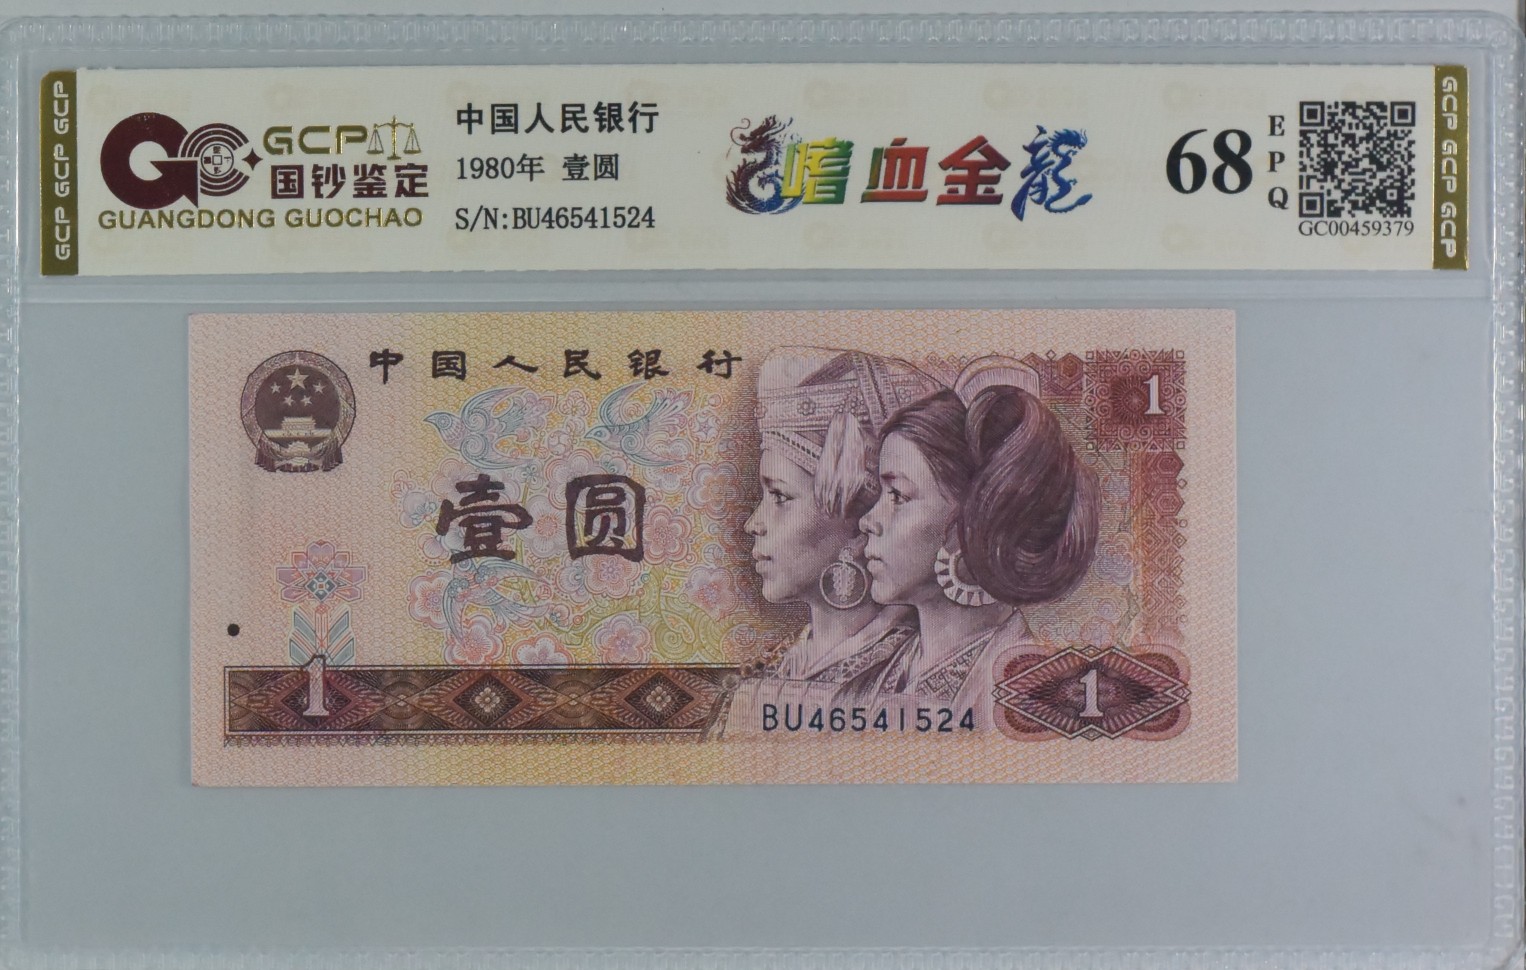 GCP GCP GCP
GCP
国钞鉴定
GUANGDONG GUOCHAO
中国人民银行
1980年 壹圆
S/N:BU46541524
嗜血金龍
68
EPQ
GC00459379
GCP GCP GCP
中国人民银行
1
壹圆
1
BU46541524
1